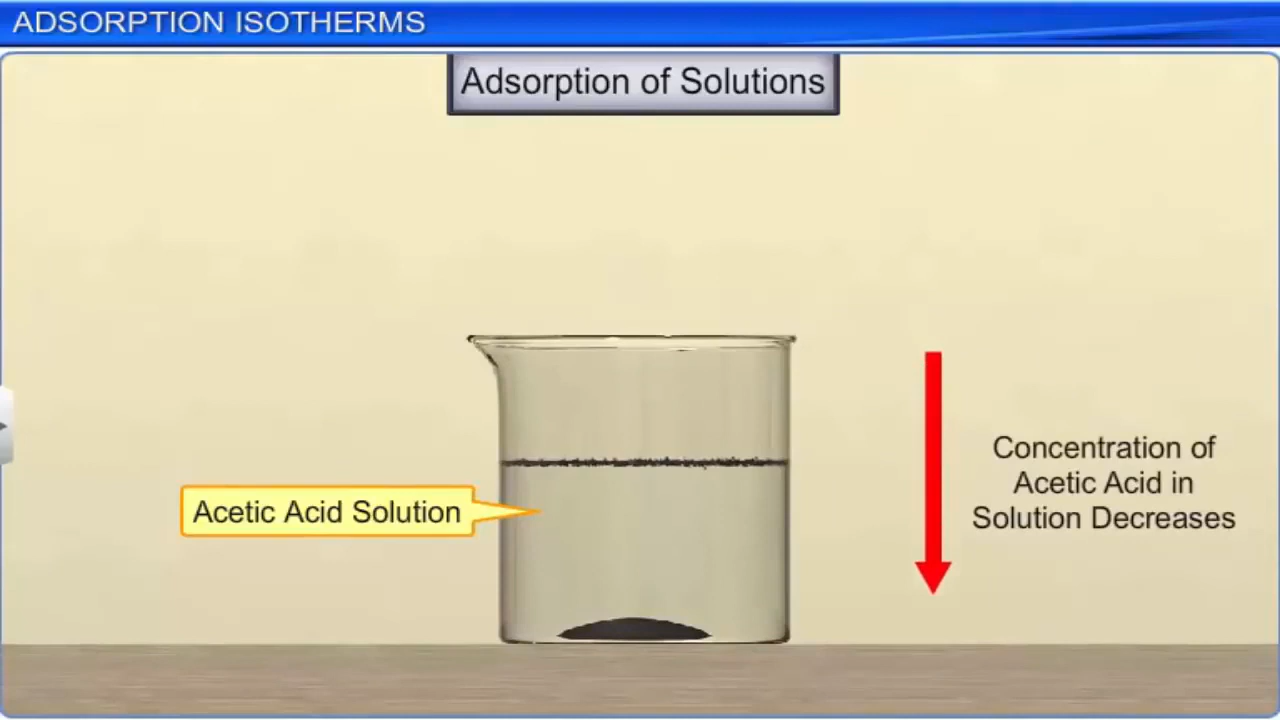 ADSORPTION ISOTHERMS
Adsorption of Solutions
Acetic Acid Solution
Concentration of
Acetic Acid in
Solution Decreases